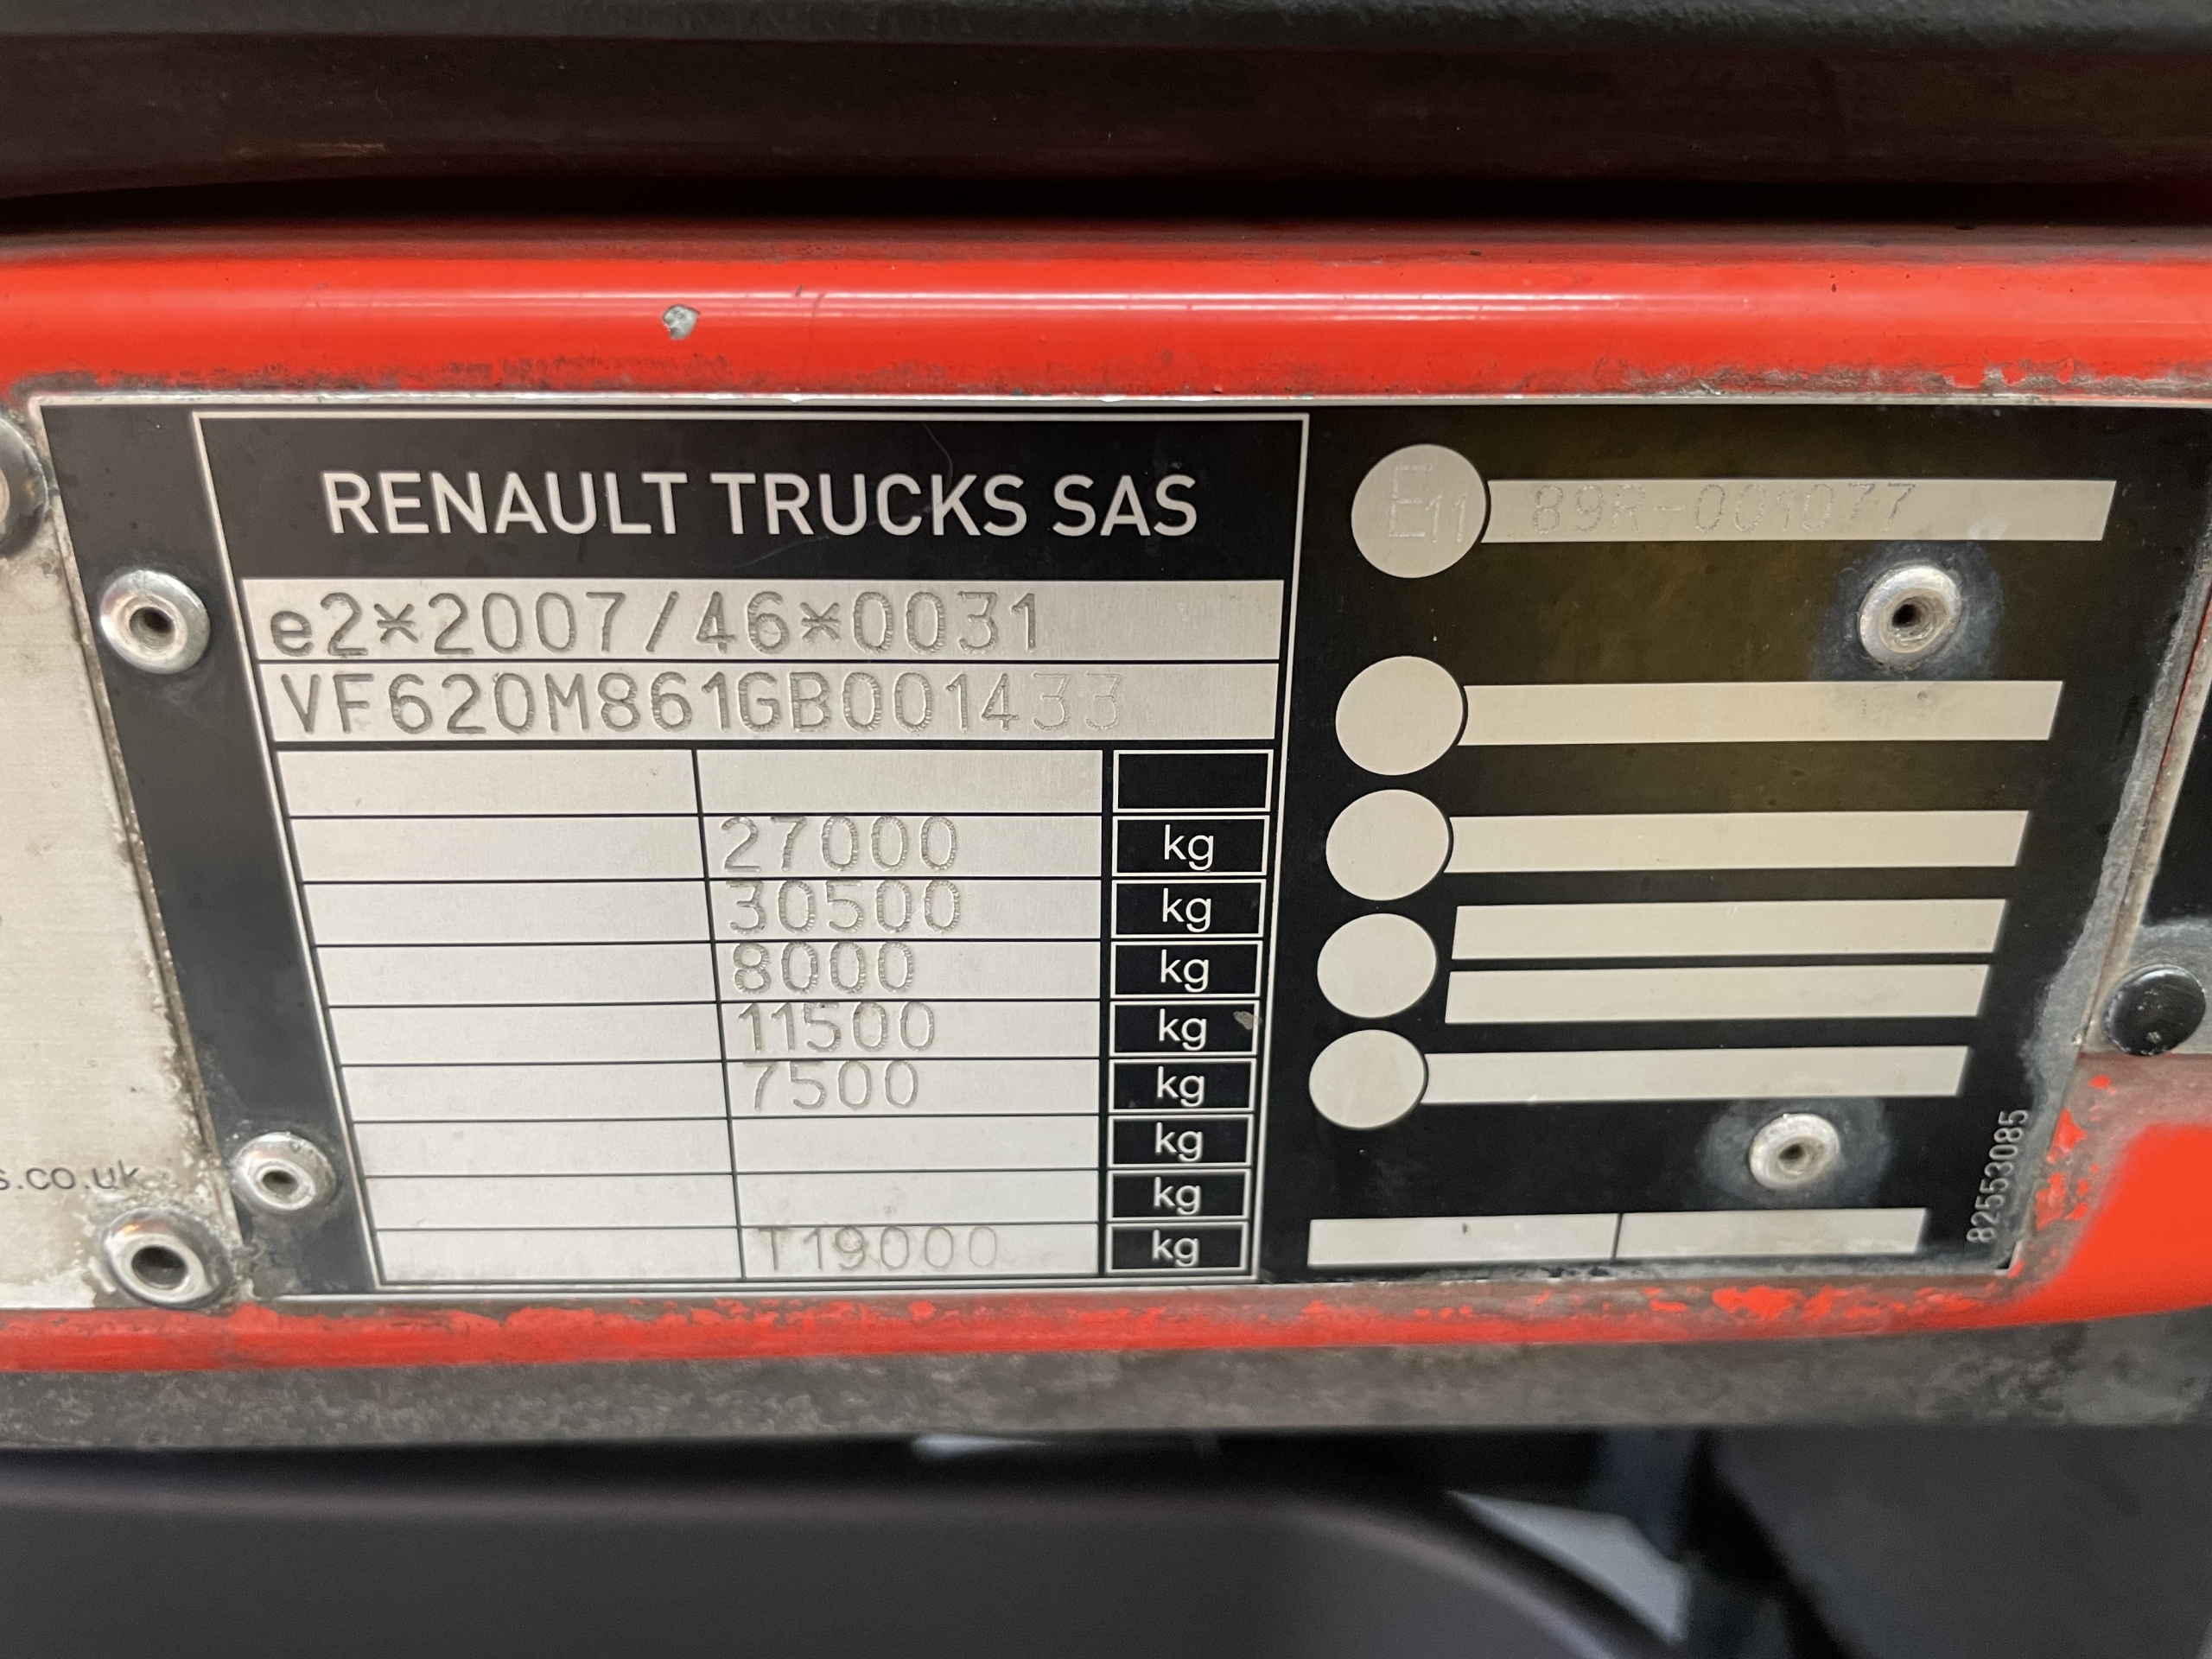 RENAULT TRUCKS SAS
e2*2007/46*0031
VF620M861GB001433
27000 kg
30500 kg
8000 kg
11500 kg
7500 kg
kg
kg
T19000 kg
E11 89R-001077
82553085
s.co.uk